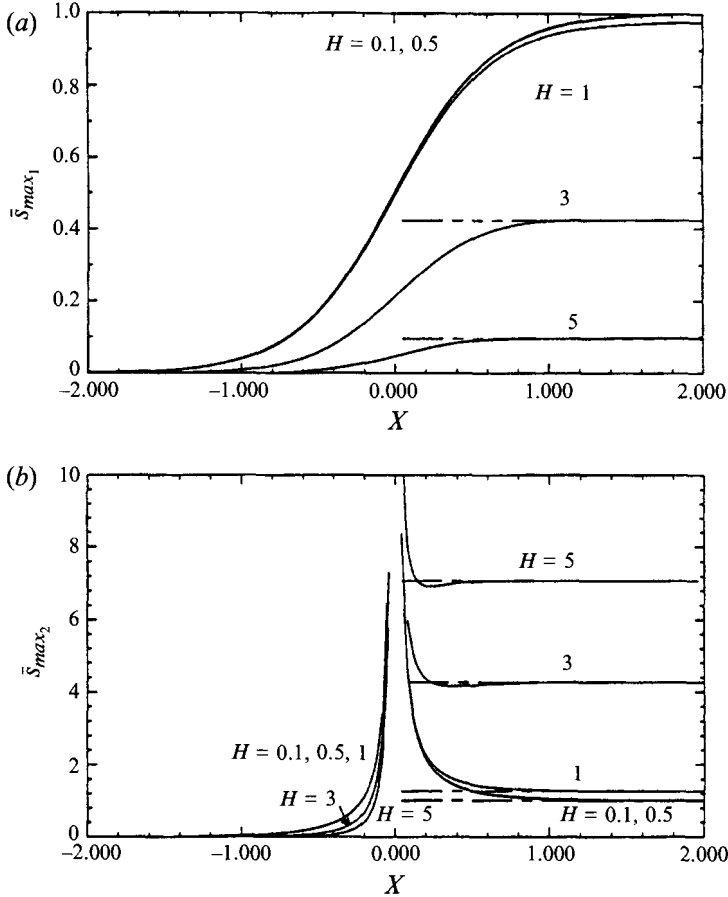 (a)
1.0
0.8
0.6
0.4
0.2
0
s̄max1
H = 0.1, 0.5
H = 1
3
5
−2.000 −1.000 0.000 1.000 2.000
X
(b)
10
8
6
4
2
0
s̄max2
H = 5
3
H = 0.1, 0.5, 1
1
H = 3
H = 5
H = 0.1, 0.5
−2.000 −1.000 0.000 1.000 2.000
X